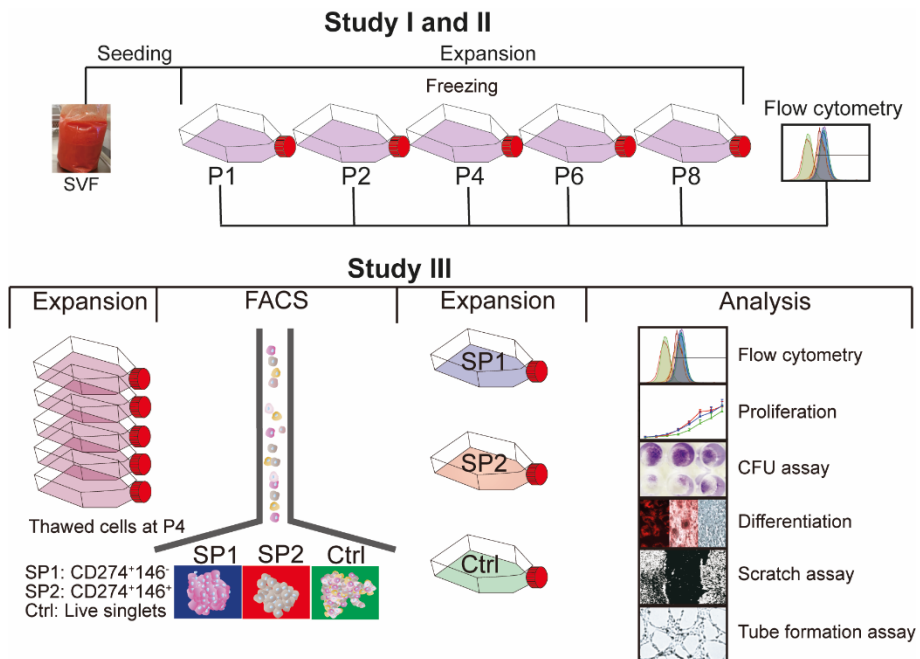 Study I and II
Seeding
Expansion
Freezing
Flow cytometry
SVF
P1
P2
P4
P6
P8
Study III
Expansion
FACS
Expansion
Analysis
SP1
SP2
Ctrl
Thawed cells at P4
SP1
SP2
Ctrl
SP1: CD274⁺146⁻
SP2: CD274⁺146⁺
Ctrl: Live singlets
Flow cytometry
Proliferation
CFU assay
Differentiation
Scratch assay
Tube formation assay